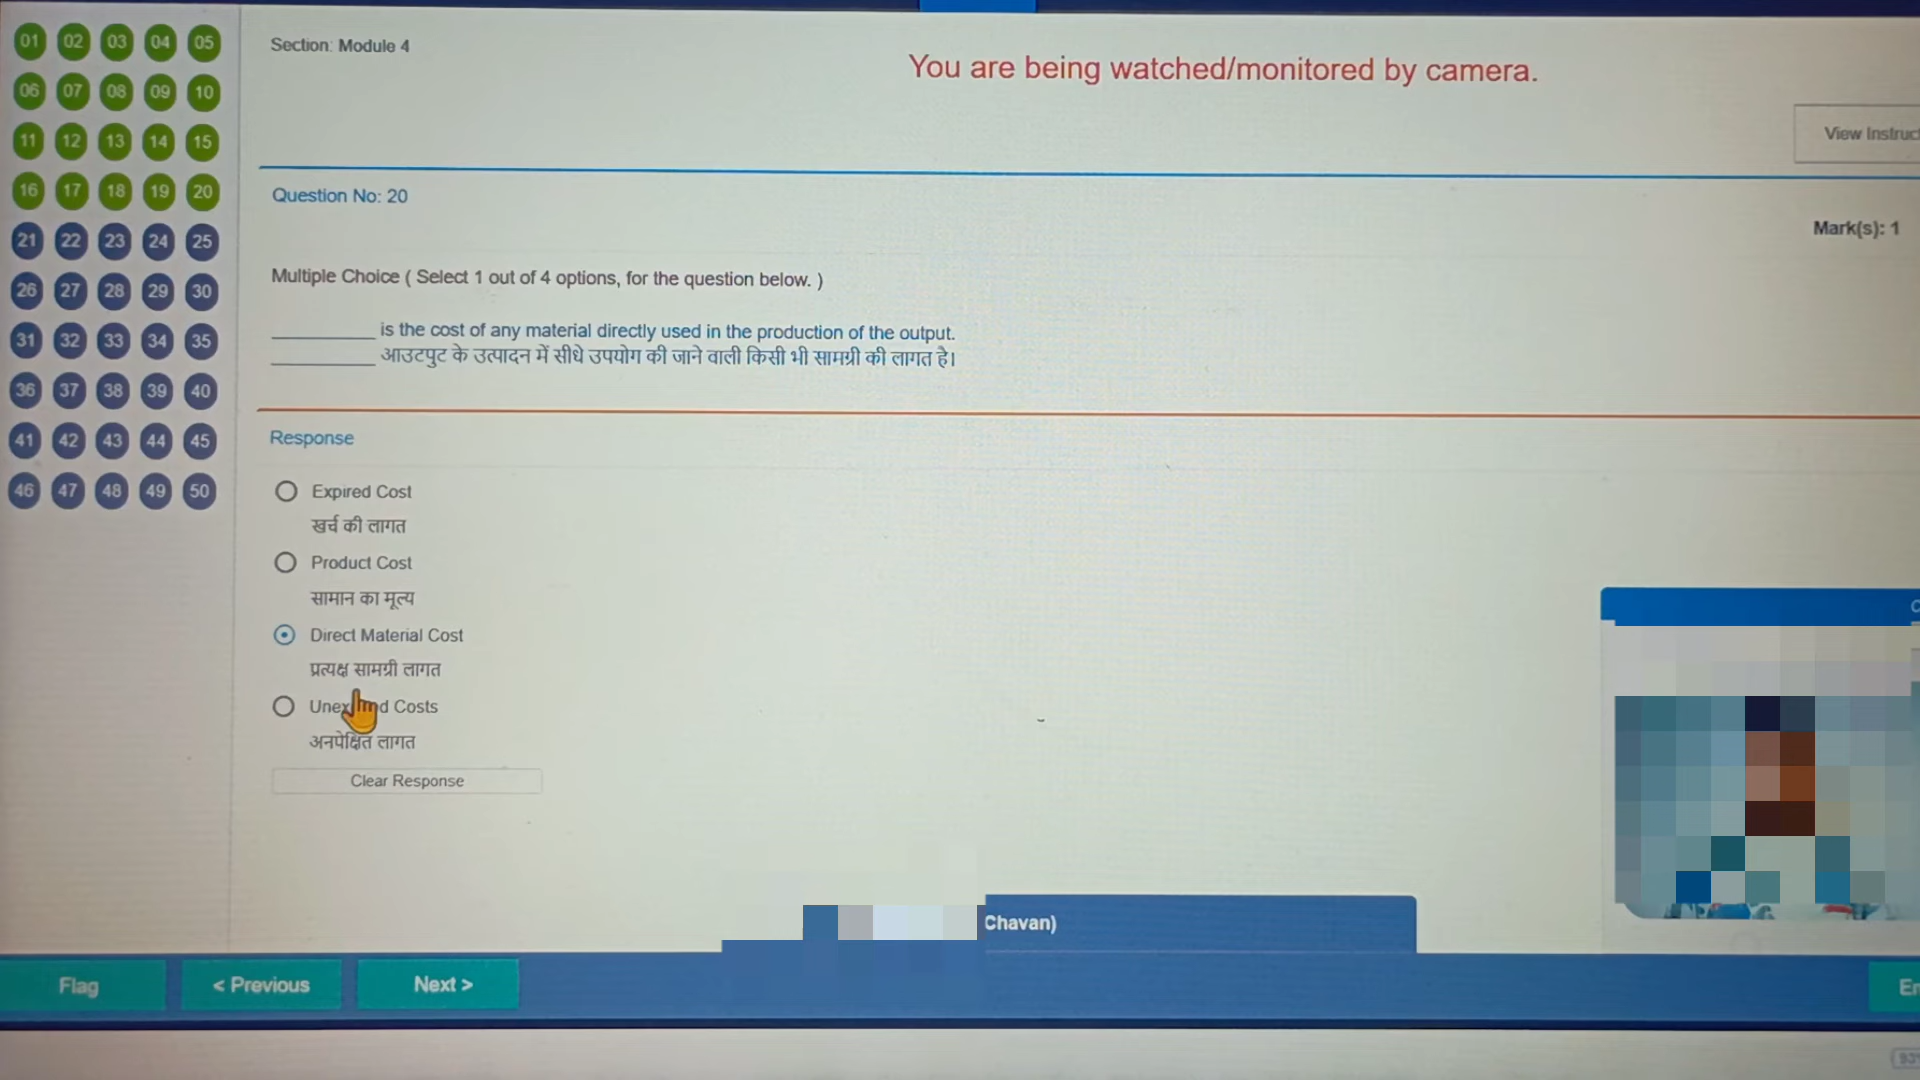 01 02 03 04 05
06 07 08 09 10
11 12 13 14 15
16 17 18 19 20
21 22 23 24 25
26 27 28 29 30
31 32 33 34 35
36 37 38 39 40
41 42 43 44 45
46 47 48 49 50
Section: Module 4
You are being watched/monitored by camera.
View
Question No: 20
Mark(s): 1
Multiple Choice ( Select 1 out of 4 options, for the question below. )
__________ is the cost of any material directly used in the production of the output.
__________ आउटपुट के उत्पादन में सीधे उपयोग की जाने वाली किसी भी सामग्री की लागत है।
Response
Expired Cost
खर्च की लागत
Product Cost
सामान का मूल्य
Direct Material Cost
प्रत्यक्ष सामग्री लागत
Costs
अनपेक्षित लागत
Clear Response
Chavan)
Flag
< Previous
Next >